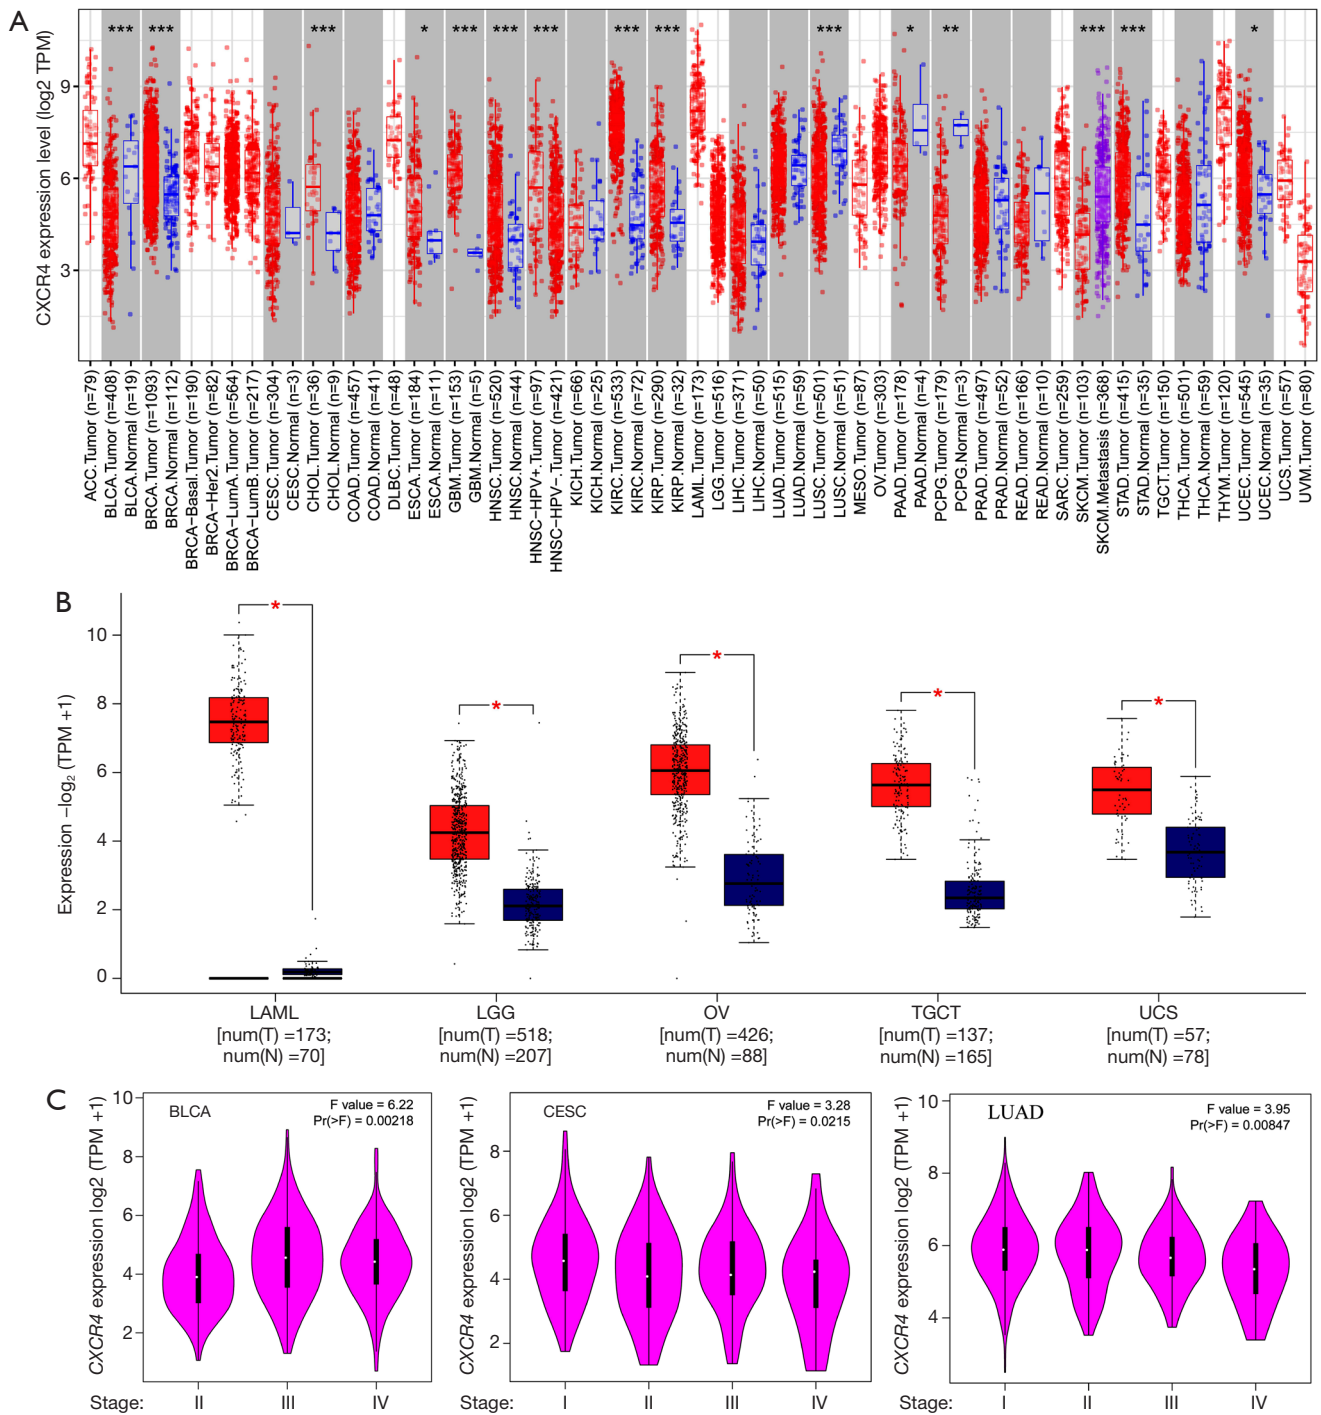 A
*** *** *** * *** *** *** *** *** *** * ** *** *** *
CXCR4 expression level (log2 TPM)
9
6
3
ACC.Tumor (n=79)
BLCA.Tumor (n=408)
BLCA.Normal (n=19)
BRCA.Tumor (n=1093)
BRCA.Normal (n=112)
BRCA-Basal.Tumor (n=190)
BRCA-Her2.Tumor (n=82)
BRCA-LumA.Tumor (n=564)
BRCA-LumB.Tumor (n=217)
CESC.Tumor (n=304)
CESC.Normal (n=3)
CHOL.Tumor (n=36)
CHOL.Normal (n=9)
COAD.Tumor (n=457)
COAD.Normal (n=41)
DLBC.Tumor (n=48)
ESCA.Tumor (n=184)
ESCA.Normal (n=11)
GBM.Tumor (n=153)
GBM.Normal (n=5)
HNSC.Tumor (n=520)
HNSC.Normal (n=44)
HNSC-HPV+.Tumor (n=97)
HNSC-HPV-.Tumor (n=421)
KICH.Tumor (n=66)
KICH.Normal (n=25)
KIRC.Tumor (n=533)
KIRC.Normal (n=72)
KIRP.Tumor (n=290)
KIRP.Normal (n=32)
LAML.Tumor (n=173)
LGG.Tumor (n=516)
LIHC.Tumor (n=371)
LIHC.Normal (n=50)
LUAD.Tumor (n=515)
LUAD.Normal (n=59)
LUSC.Tumor (n=501)
LUSC.Normal (n=51)
MESO.Tumor (n=87)
OV.Tumor (n=303)
PAAD.Tumor (n=178)
PAAD.Normal (n=4)
PCPG.Tumor (n=179)
PCPG.Normal (n=3)
PRAD.Tumor (n=497)
PRAD.Normal (n=52)
READ.Tumor (n=166)
READ.Normal (n=10)
SARC.Tumor (n=259)
SKCM.Tumor (n=103)
SKCM.Metastasis (n=368)
STAD.Tumor (n=415)
STAD.Normal (n=35)
TGCT.Tumor (n=150)
THCA.Tumor (n=501)
THCA.Normal (n=59)
THYM.Tumor (n=120)
UCEC.Tumor (n=545)
UCEC.Normal (n=35)
UCS.Tumor (n=57)
UVM.Tumor (n=80)
B
Expression −log₂ (TPM +1)
10
8
6
4
2
0
* * * * *
LAML
[num(T) =173;
num(N) =70]
LGG
[num(T) =518;
num(N) =207]
OV
[num(T) =426;
num(N) =88]
TGCT
[num(T) =137;
num(N) =165]
UCS
[num(T) =57;
num(N) =78]
C
CXCR4 expression log2 (TPM +1)
10
8
6
4
2
BLCA
F value = 6.22
Pr(>F) = 0.00218
Stage: II III IV
CXCR4 expression log2 (TPM +1)
8
6
4
2
CESC
F value = 3.28
Pr(>F) = 0.0215
Stage: I II III IV
CXCR4 expression log2 (TPM +1)
10
8
6
4
LUAD
F value = 3.95
Pr(>F) = 0.00847
Stage: I II III IV